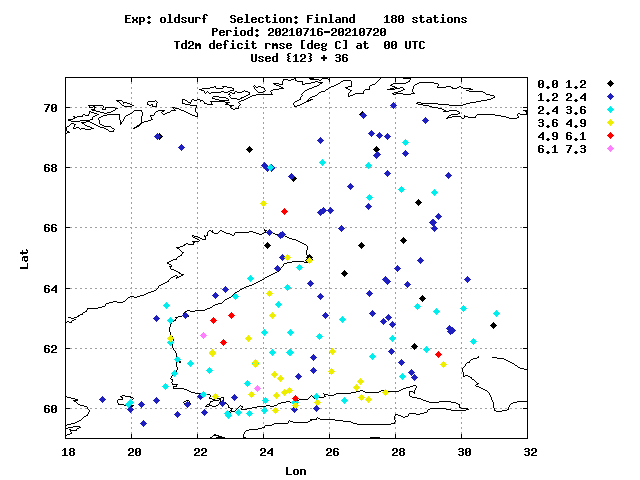 Exp: oldsurf   Selection: Finland    180 stations
Period: 20210716-20210720
Td2m deficit rmse [deg C] at  00 UTC
Used {12} + 36
0.0 1.2
1.2 2.4
2.4 3.6
3.6 4.9
4.9 6.1
6.1 7.3
70
68
66
64
62
60
Lat
18 20 22 24 26 28 30 32
Lon